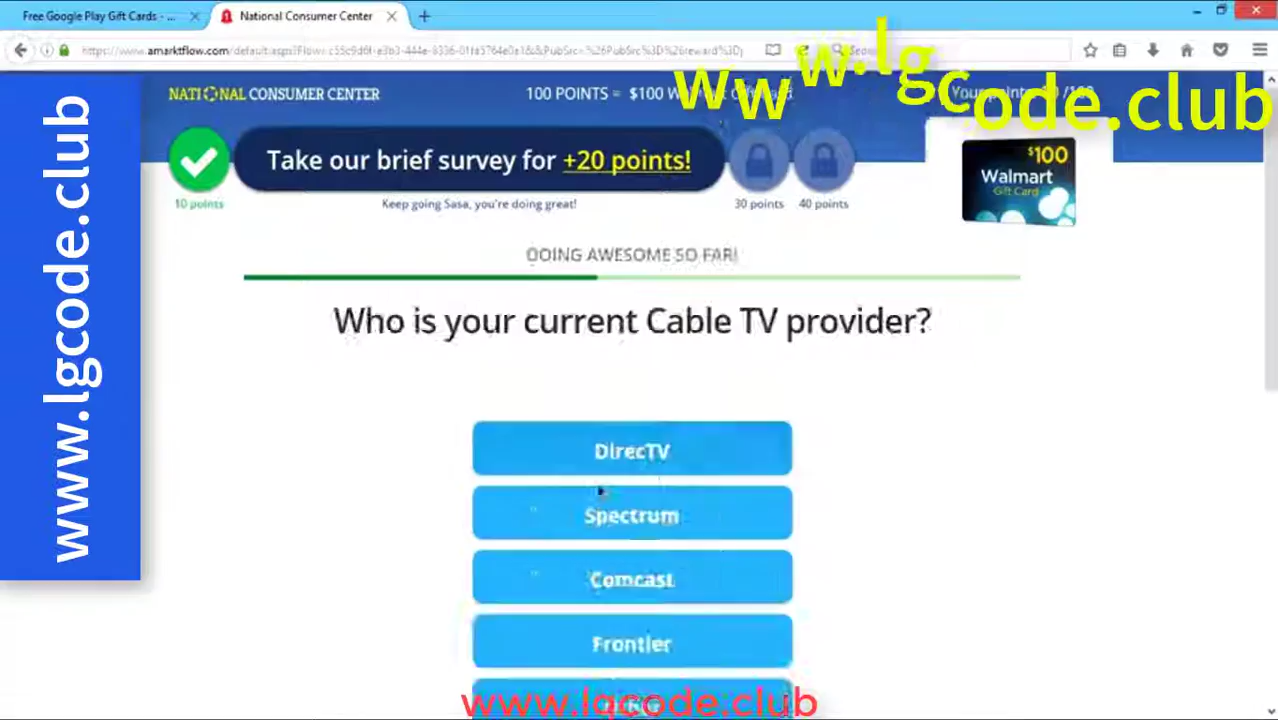 Free Google Play Gift Cards - ...
National Consumer Center
NATIONAL CONSUMER CENTER
100 POINTS = $100
Www.lgcode.club
www.lgcode.club
Take our brief survey for +20 points!
$100
Walmart
Gift Card
10 points
Keep going Sasa, you're doing great!
30 points
40 points
DOING AWESOME SO FAR!
Who is your current Cable TV provider?
DirecTV
Spectrum
Comcast
Frontier
www.lqcode.club